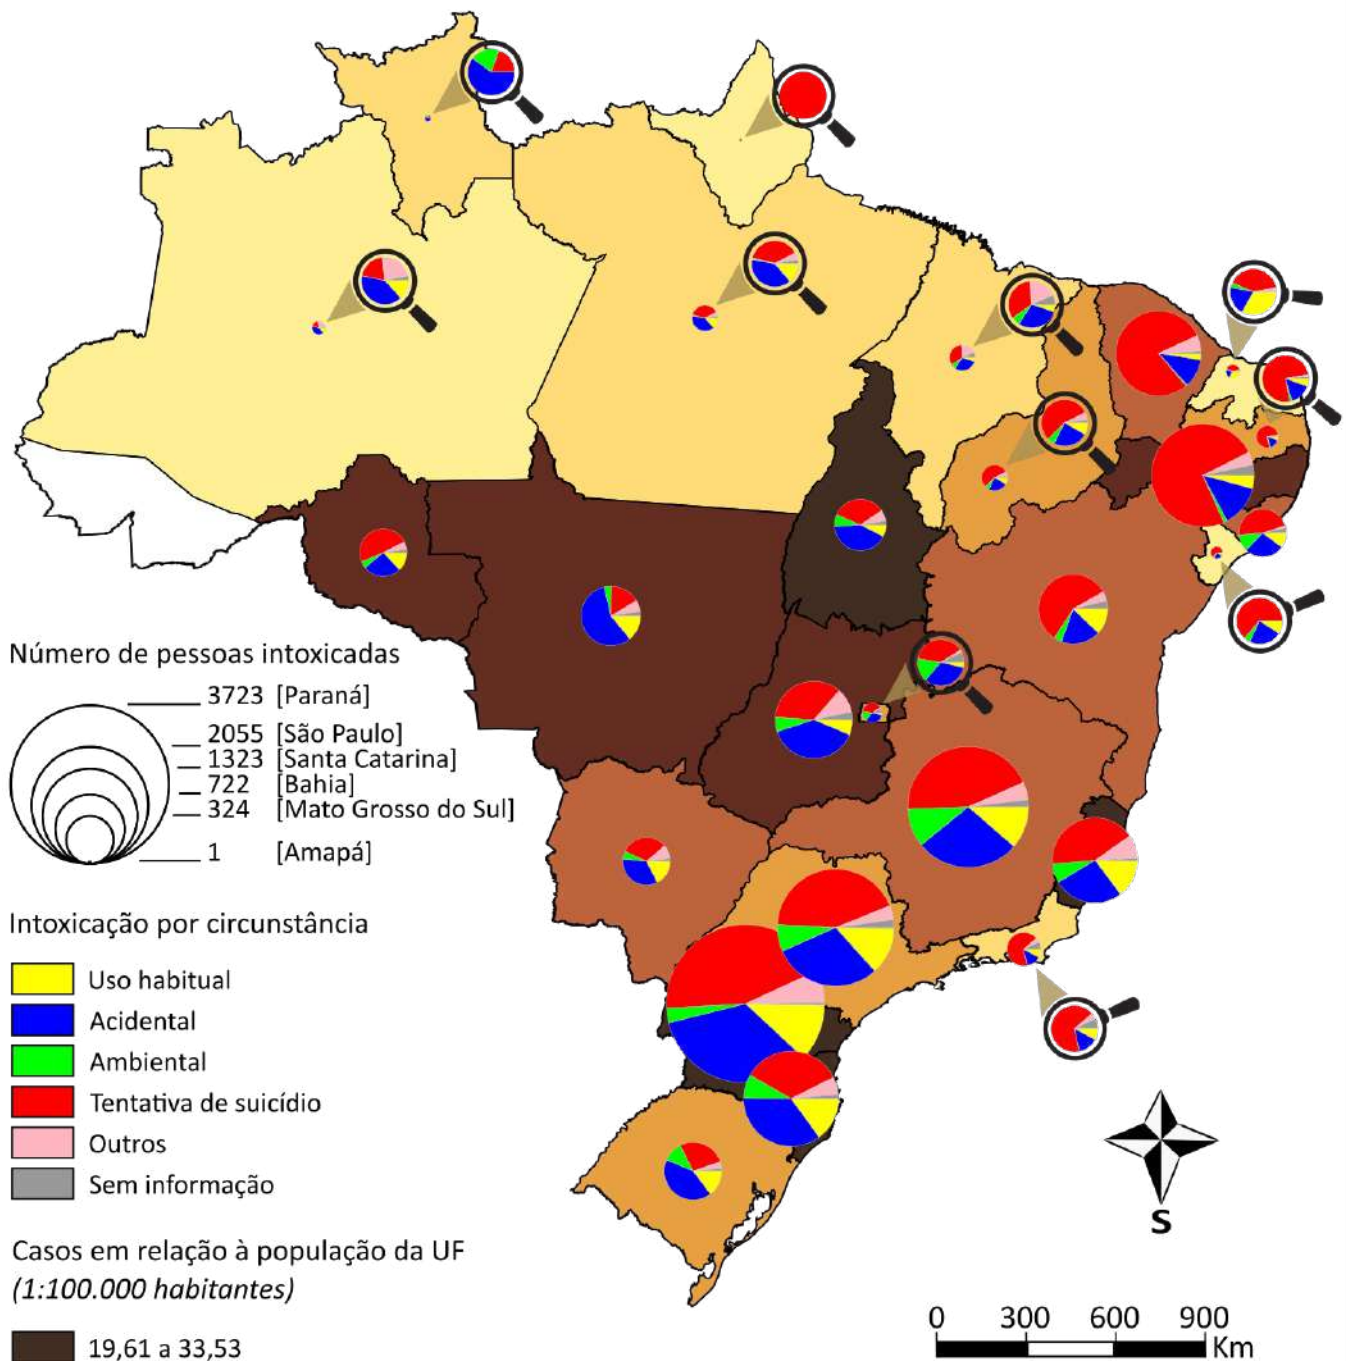 Número de pessoas intoxicadas
3723 [Paraná]
2055 [São Paulo]
1323 [Santa Catarina]
722 [Bahia]
324 [Mato Grosso do Sul]
1 [Amapá]
Intoxicação por circunstância
Uso habitual
Acidental
Ambiental
Tentativa de suicídio
Outros
Sem informação
Casos em relação à população da UF
(1:100.000 habitantes)
19,61 a 33,53
S
0 300 600 900
Km